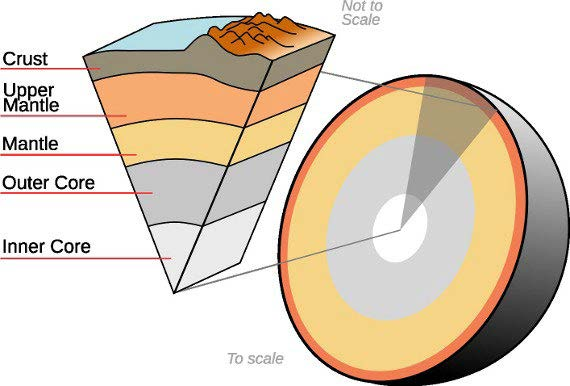 Not to
Scale
Crust
Upper
Mantle
Mantle
Outer Core
Inner Core
To scale